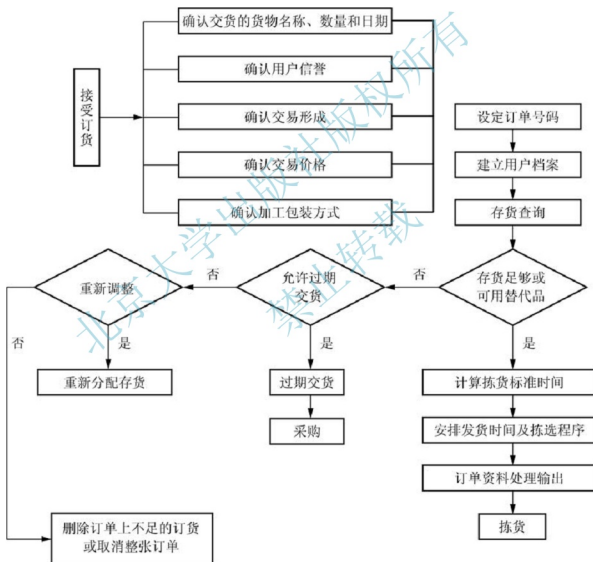 确认交货的货物名称、数量和日期
确认用户信誉
接受订货
确认交易形成
确认交易价格
确认加工包装方式
设定订单号码
建立用户档案
存货查询
存货足够或
可用替代品
否
允许过期
交货
否
重新调整
否
是
是
是
重新分配存货
过期交货
采购
计算拣货标准时间
安排发货时间及拣选程序
订单资料处理输出
拣货
删除订单上不足的订货
或取消整张订单
北京大学出版社版权所有
禁止转载